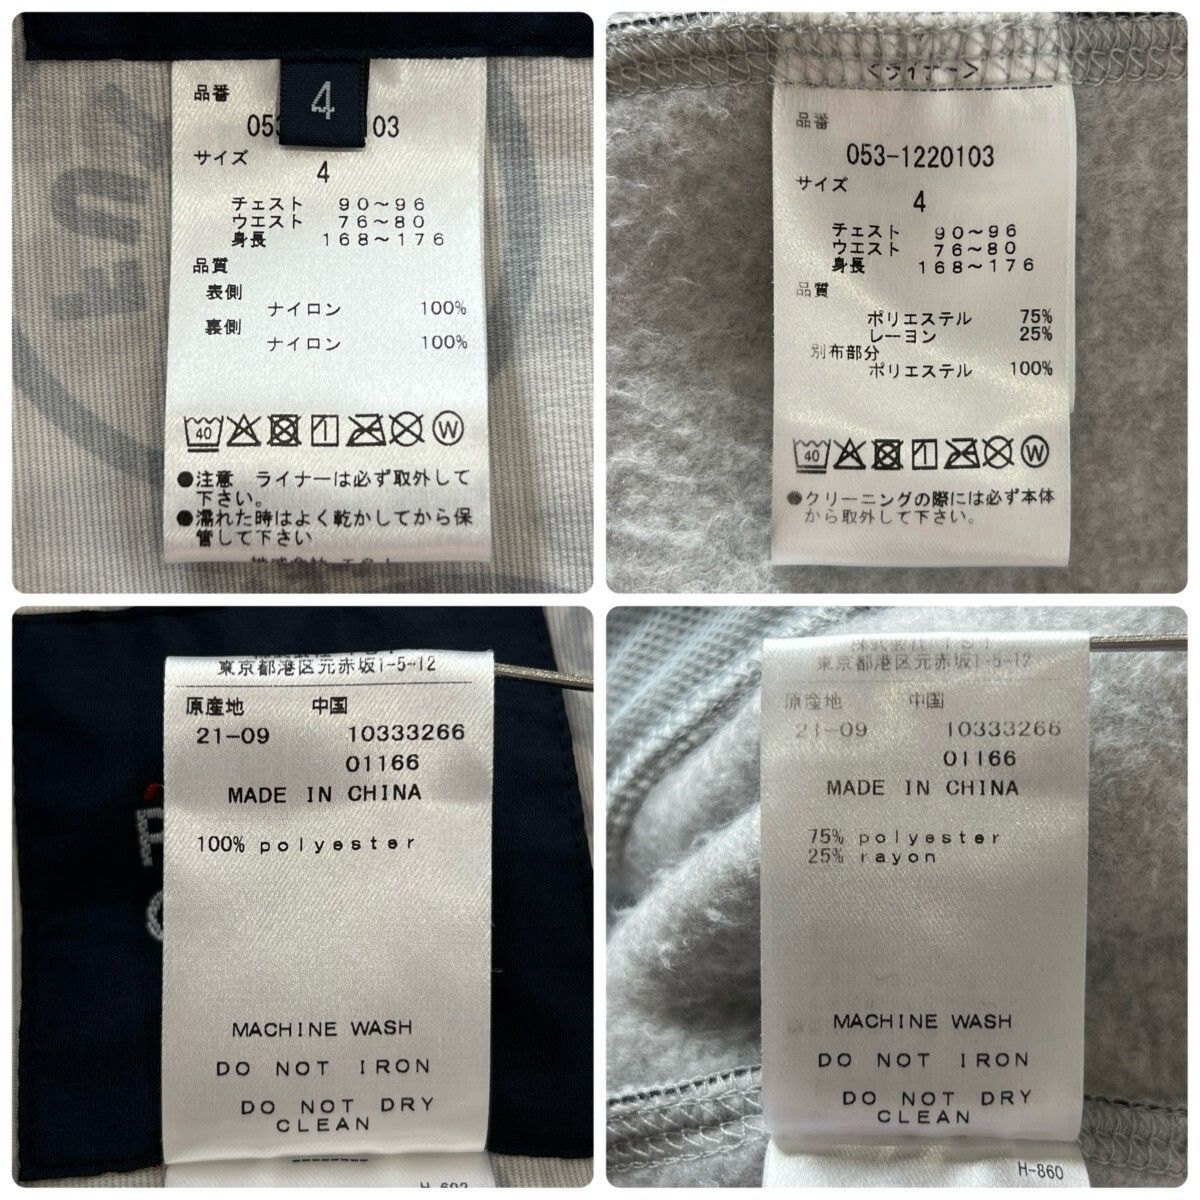 4
品番
053 103
サイズ
4
チェスト 90～96
ウエスト 76～80
身長 168～176
品質
表側
ナイロン 100%
裏側
ナイロン 100%
40
W
●注意 ライナーは必ず取外して
下さい。
●濡れた時はよく乾かしてから保
管して下さい
<ライナー>
品番
053-1220103
サイズ
4
チェスト 90～96
ウエスト 76～80
身長 168～176
品質
ポリエステル 75%
レーヨン 25%
別布部分
ポリエステル 100%
40
W
●クリーニングの際には必ず本体
から取外して下さい。
東京都港区元赤坂1-5-12
原産地 中国
21-09 10333266
01166
MADE IN CHINA
100% polyester
MACHINE WASH
DO NOT IRON
DO NOT DRY
CLEAN
東京都港区元赤坂1-5-12
原産地 中国
21-09 10333266
01166
MADE IN CHINA
75% polyester
25% rayon
MACHINE WASH
DO NOT IRON
DO NOT DRY
CLEAN
H-860